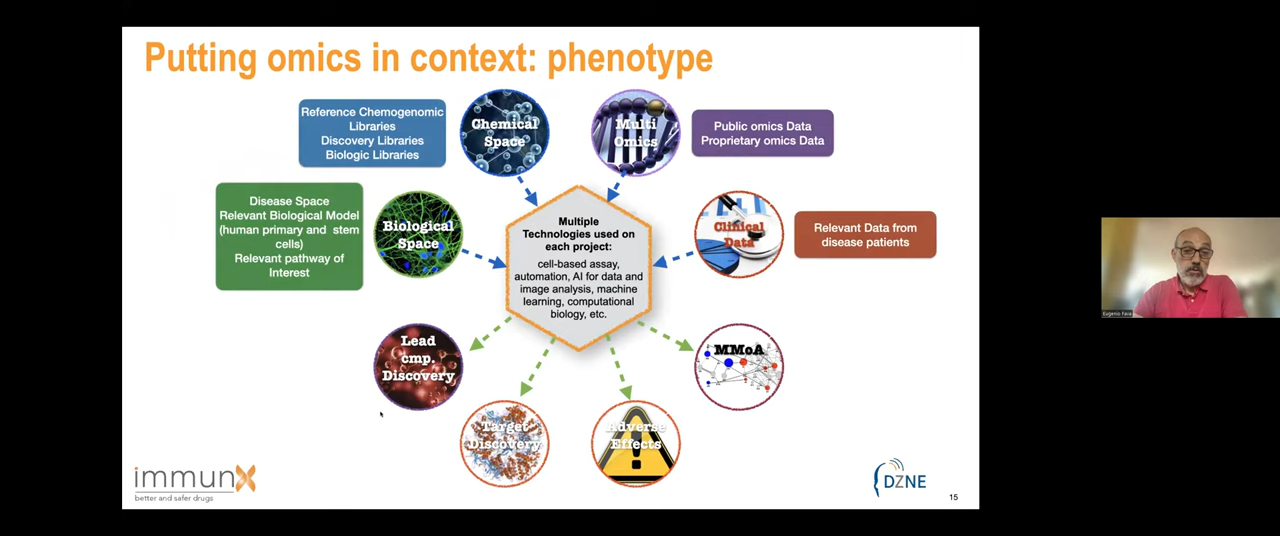 Putting omics in context: phenotype
Reference Chemogenomic
Libraries
Discovery Libraries
Biologic Libraries
Chemical
Space
Multi
Omics
Public omics Data
Proprietary omics Data
Disease Space
Relevant Biological Model
(human primary and stem
cells)
Relevant pathway of
Interest
Biological
Space
Multiple
Technologies used on
each project:
cell-based assay,
automation, AI for data and
image analysis, machine
learning, computational
biology, etc.
Clinical
Data
Relevant Data from
disease patients
Lead
cmp.
Discovery
MMoA
Target
Discovery
Adverse
Effects
immunX
better and safer drugs
DZNE
15
Eugenio Fava